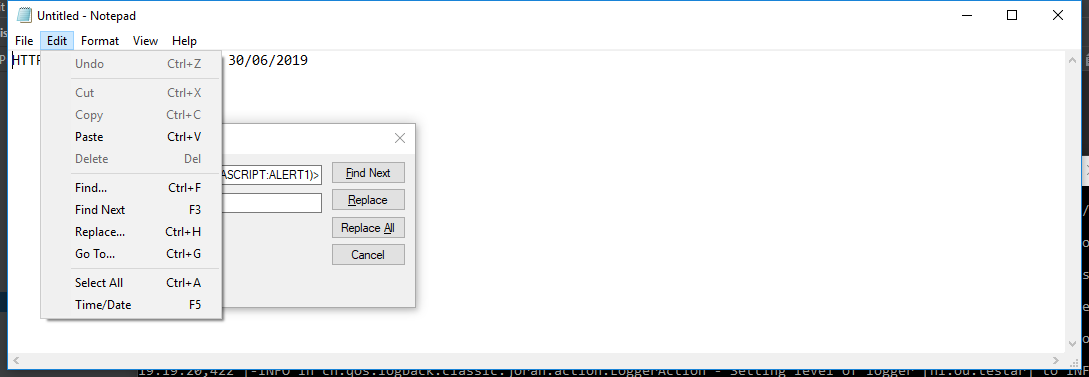 Untitled - Notepad
File Edit Format View Help
HTTP 30/06/2019
Undo Ctrl+Z
Cut Ctrl+X
Copy Ctrl+C
Paste Ctrl+V
Delete Del
Find... Ctrl+F
Find Next F3
Replace... Ctrl+H
Go To... Ctrl+G
Select All Ctrl+A
Time/Date F5
ASCRIPT:ALERT1)>
Find Next
Replace
Replace All
Cancel
19:19:20,422 |-INFO in ch.qos.logback.classic.joran.action.LoggerAction - Setting level of logger [nl.ou.testar] to INF